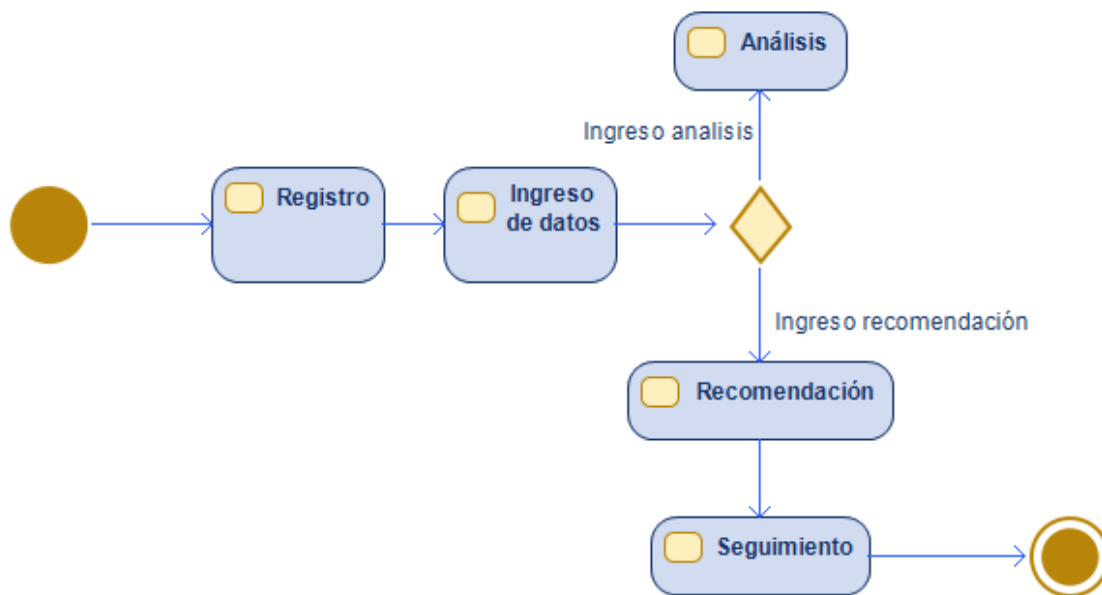 Análisis
Ingreso analisis
Registro
Ingreso
de datos
Ingreso recomendación
Recomendación
Seguimiento